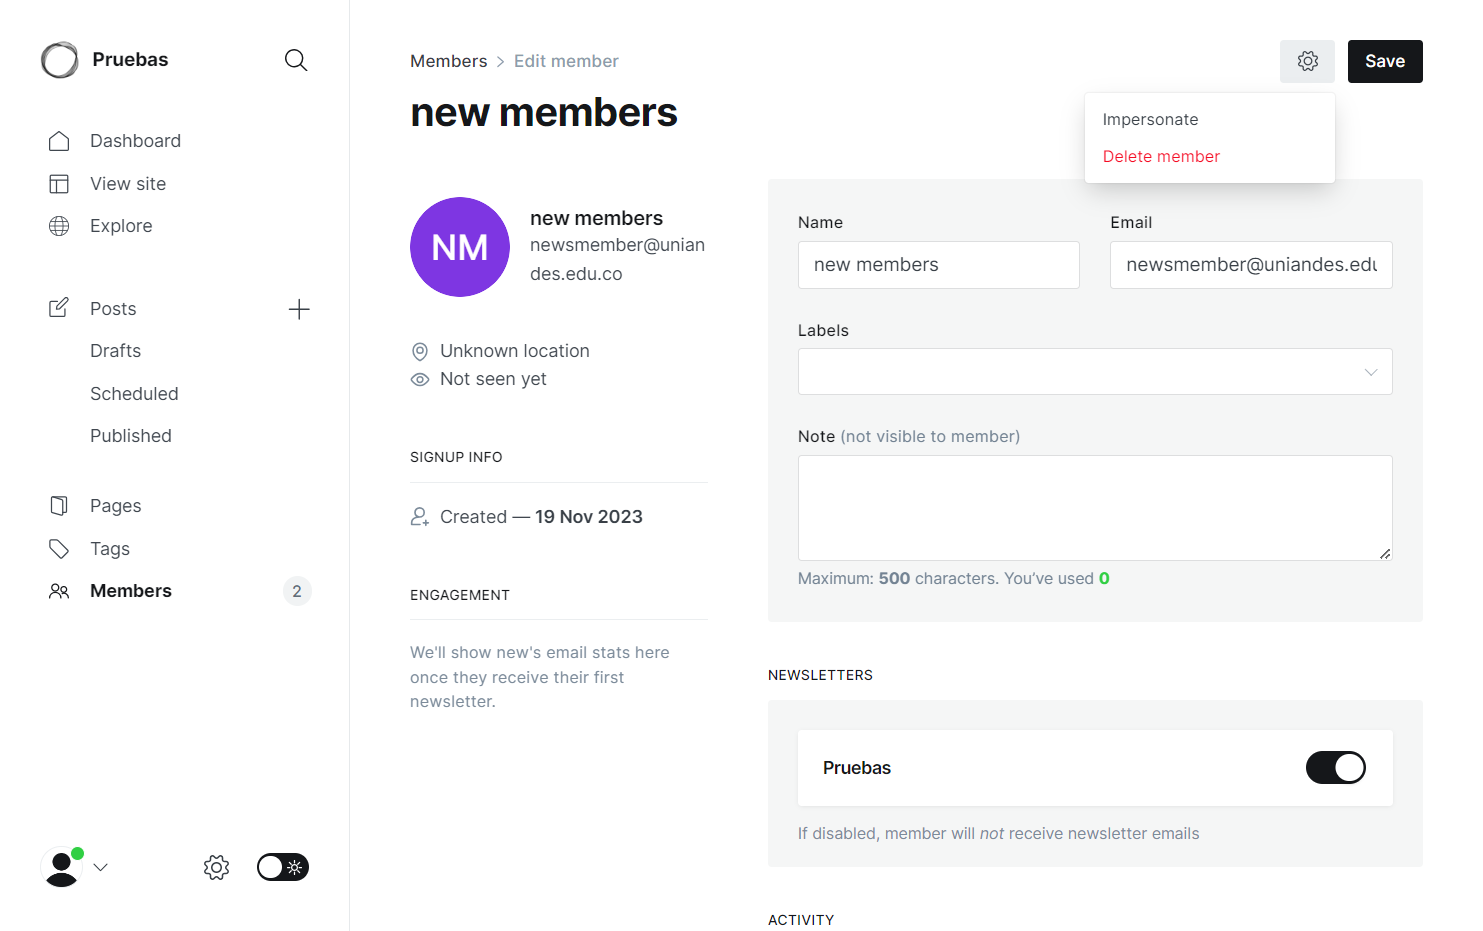 Pruebas
Dashboard
View site
Explore
Posts
Drafts
Scheduled
Published
Pages
Tags
Members
2
Members > Edit member
Save
new members
Impersonate
Delete member
NM
new members
newsmember@unian
des.edu.co
Unknown location
Not seen yet
SIGNUP INFO
Created — 19 Nov 2023
ENGAGEMENT
We'll show new's email stats here
once they receive their first
newsletter.
Name
new members
Email
newsmember@uniandes.edu
Labels
Note (not visible to member)
Maximum: 500 characters. You’ve used 0
NEWSLETTERS
Pruebas
If disabled, member will not receive newsletter emails
ACTIVITY